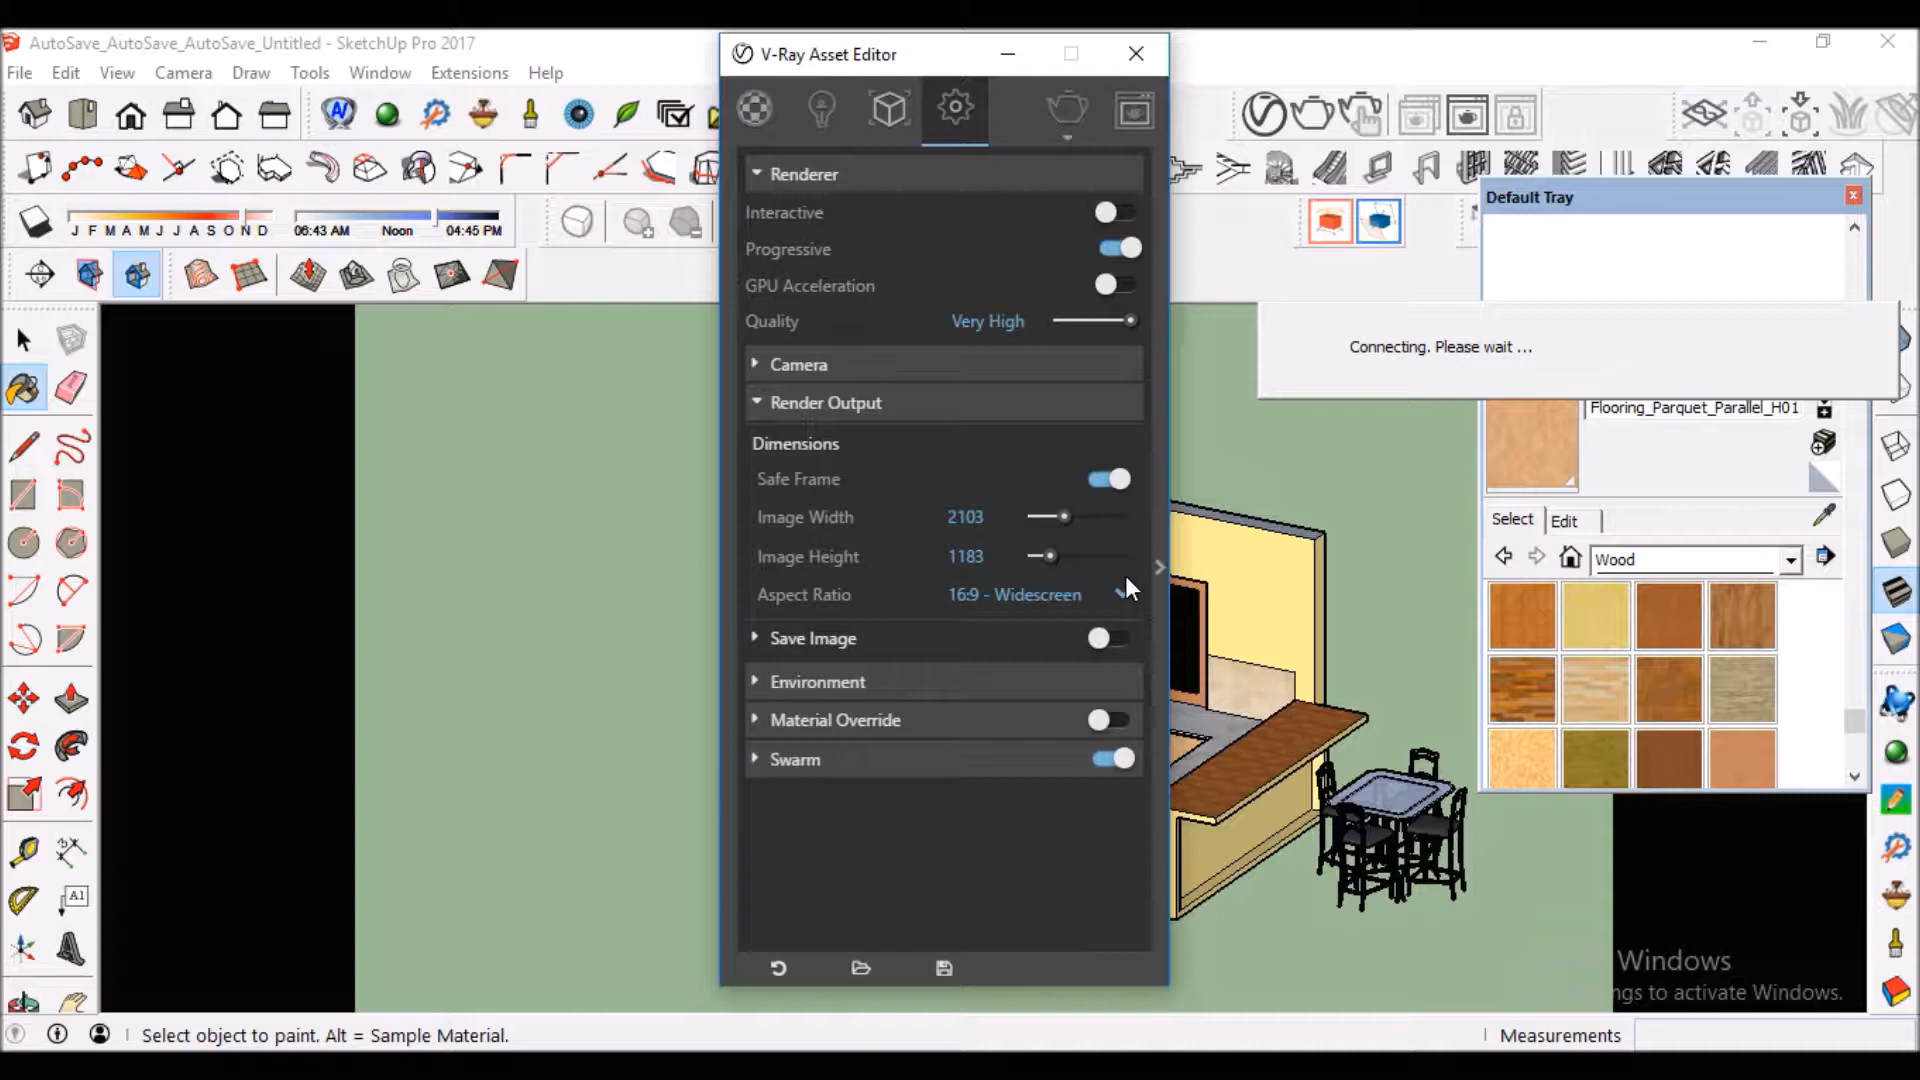 AutoSave_AutoSave_AutoSave_Untitled - SketchUp Pro 2017
File Edit View Camera Draw Tools Window Extensions Help
V-Ray Asset Editor
J F M A M J J A S O N D
06:43 AM Noon 04:45 PM
Renderer
Interactive
Progressive
GPU Acceleration
Quality Very High
Camera
Render Output
Dimensions
Safe Frame
Image Width 2103
Image Height 1183
Aspect Ratio 16:9 - Widescreen
Save Image
Environment
Material Override
Swarm
Default Tray
Connecting. Please wait ...
Flooring_Parquet_Parallel_H01
Select Edit
Wood
A1
Windows
ngs to activate Windows.
Select object to paint. Alt = Sample Material.
Measurements